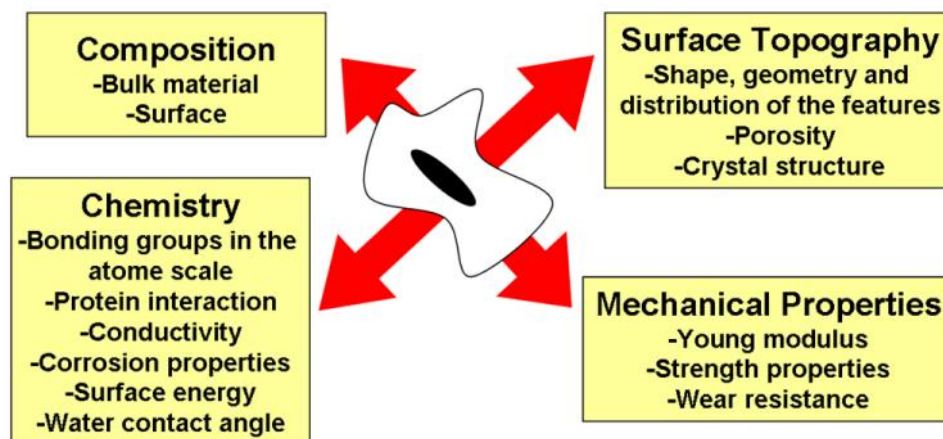 Composition
-Bulk material
-Surface
Surface Topography
-Shape, geometry and
distribution of the features
-Porosity
-Crystal structure
Chemistry
-Bonding groups in the
atome scale
-Protein interaction
-Conductivity
-Corrosion properties
-Surface energy
-Water contact angle
Mechanical Properties
-Young modulus
-Strength properties
-Wear resistance